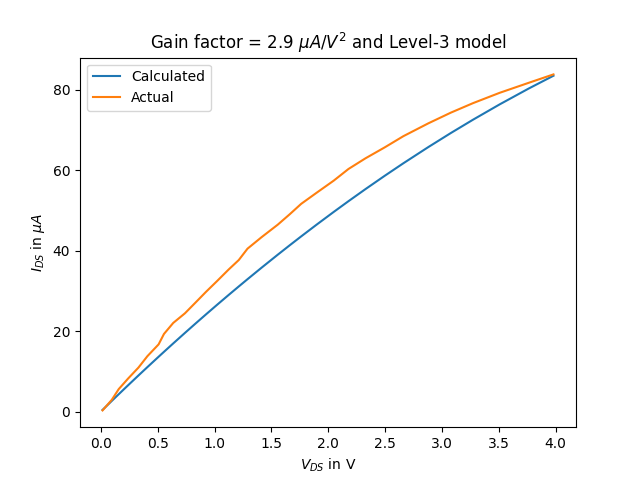 Gain factor = 2.9 μA/V² and Level-3 model
Calculated
Actual
80
60
40
20
0
I_DS in μA
0.0 0.5 1.0 1.5 2.0 2.5 3.0 3.5 4.0
V_DS in V